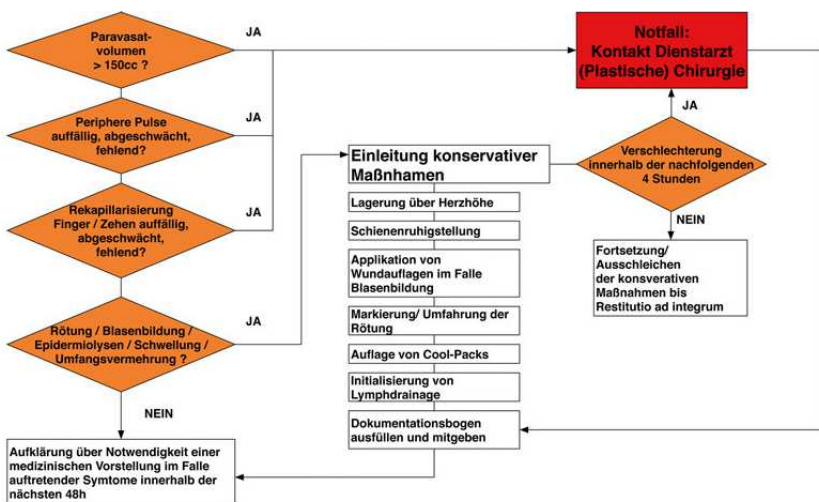 Paravasat-
volumen
> 150cc ?
JA
Notfall:
Kontakt Dienstarzt
(Plastische) Chirurgie
Periphere Pulse
auffällig, abgeschwächt,
fehlend?
JA
JA
Rekapillarisierung
Finger / Zehen auffällig,
abgeschwächt,
fehlend?
JA
Einleitung konservativer
Maßnhamen
Verschlechterung
innerhalb der nachfolgenden
4 Stunden
Lagerung über Herzhöhe
Schienenruhigstellung
Applikation von
Wundauflagen im Falle
Blasenbildung
Markierung/ Umfahrung der
Rötung
Auflage von Cool-Packs
Initialisierung von
Lymphdrainage
Dokumentationsbogen
ausfüllen und mitgeben
NEIN
Fortsetzung/
Ausschleichen
der konsverativen
Maßnahmen bis
Restitutio ad integrum
Rötung / Blasenbildung /
Epidermiolysen / Schwellung /
Umfangsvermehrung ?
JA
NEIN
Aufklärung über Notwendigkeit einer
medizinischen Vorstellung im Falle
auftretender Symtome innerhalb der
nächsten 48h